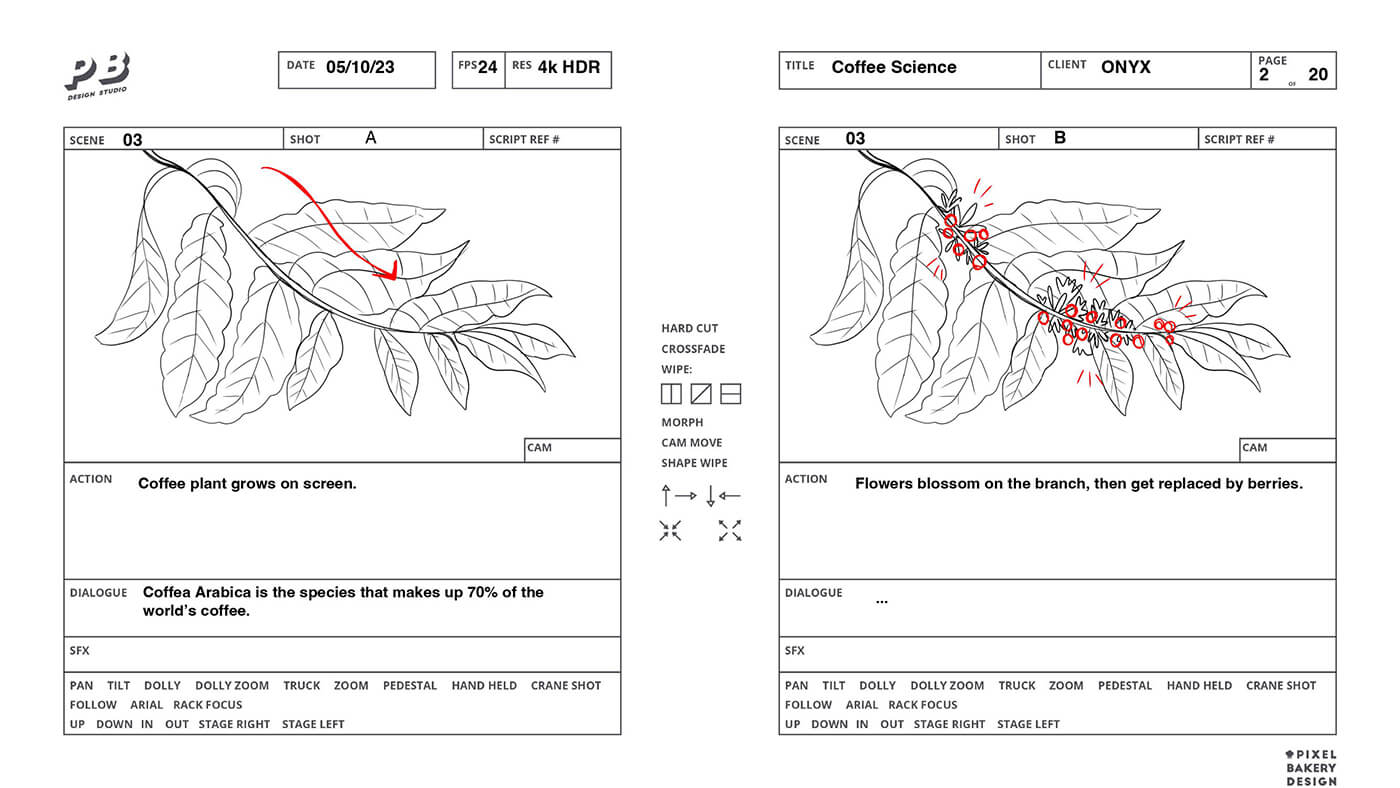 PB
DESIGN STUDIO
DATE 05/10/23
FPS 24 RES 4k HDR
TITLE Coffee Science
CLIENT ONYX
PAGE
2 OF 20
SCENE 03 SHOT A SCRIPT REF #
CAM
ACTION Coffee plant grows on screen.
DIALOGUE Coffea Arabica is the species that makes up 70% of the
world's coffee.
SFX
PAN TILT DOLLY DOLLY ZOOM TRUCK ZOOM PEDESTAL HAND HELD CRANE SHOT
FOLLOW ARIAL RACK FOCUS
UP DOWN IN OUT STAGE RIGHT STAGE LEFT
HARD CUT
CROSSFADE
WIPE:
MORPH
CAM MOVE
SHAPE WIPE
SCENE 03 SHOT B SCRIPT REF #
CAM
ACTION Flowers blossom on the branch, then get replaced by berries.
DIALOGUE ...
SFX
PAN TILT DOLLY DOLLY ZOOM TRUCK ZOOM PEDESTAL HAND HELD CRANE SHOT
FOLLOW ARIAL RACK FOCUS
UP DOWN IN OUT STAGE RIGHT STAGE LEFT
PIXEL
BAKERY
DESIGN